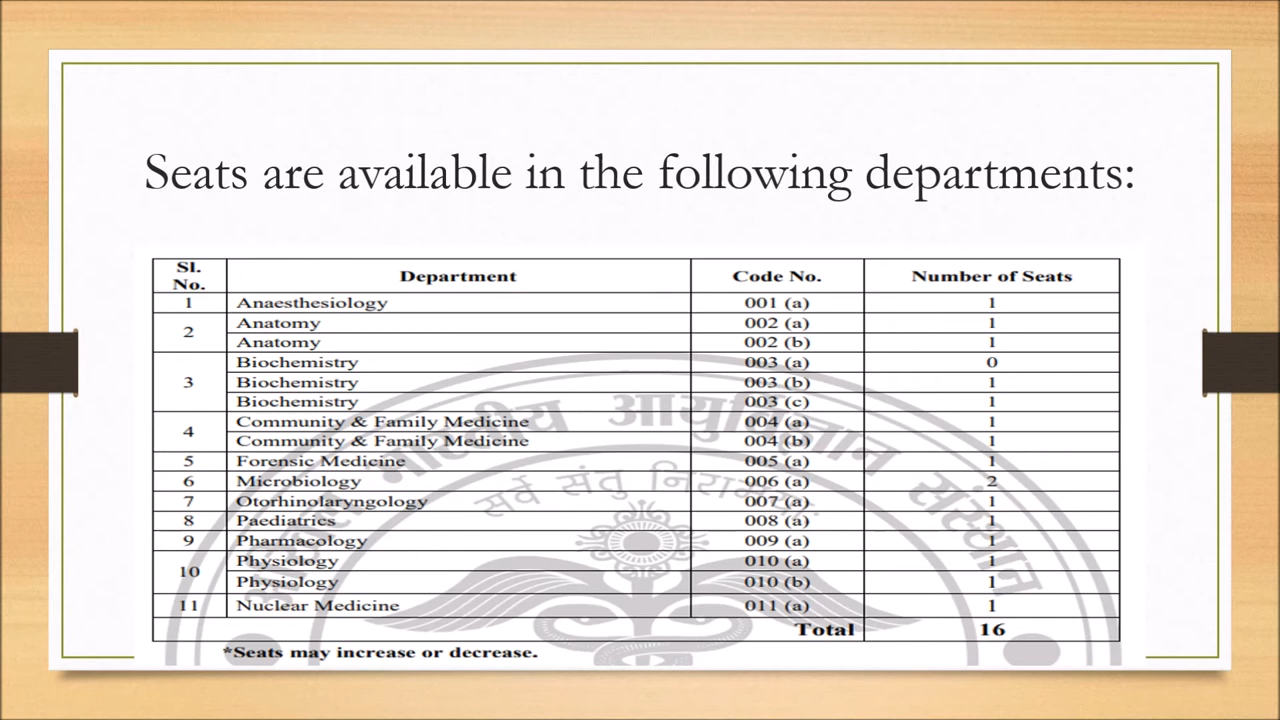 Seats are available in the following departments:
Sl. No. Department Code No. Number of Seats
1 Anaesthesiology 001 (a) 1
2 Anatomy 002 (a) 1
Anatomy 002 (b) 1
3 Biochemistry 003 (a) 0
Biochemistry 003 (b) 1
Biochemistry 003 (c) 1
4 Community & Family Medicine 004 (a) 1
Community & Family Medicine 004 (b) 1
5 Forensic Medicine 005 (a) 1
6 Microbiology 006 (a) 2
7 Otorhinolaryngology 007 (a) 1
8 Paediatrics 008 (a) 1
9 Pharmacology 009 (a) 1
10 Physiology 010 (a) 1
Physiology 010 (b) 1
11 Nuclear Medicine 011 (a) 1
Total 16
*Seats may increase or decrease.
भारतीय आयुर्विज्ञान संस्थान
सर्वे संतु निरामयाः